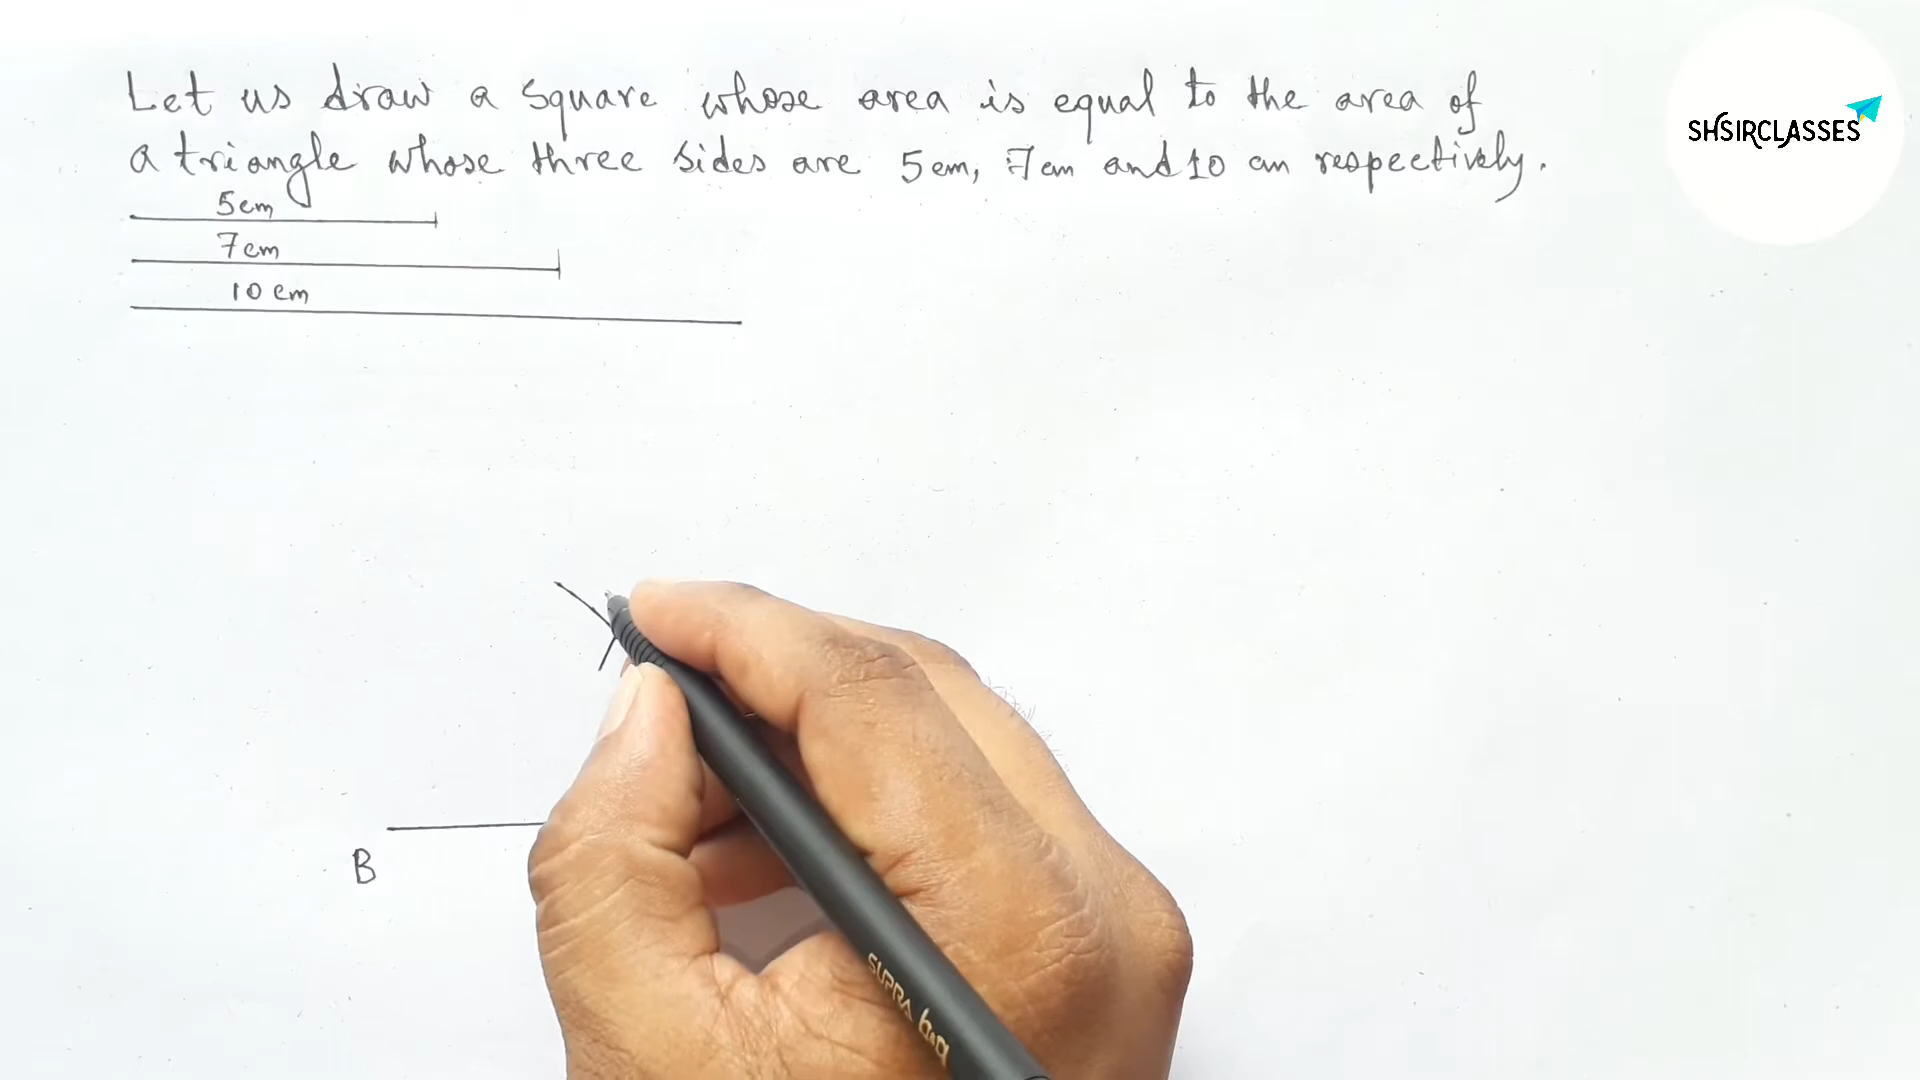 Let us draw a square whose area is equal to the area of
a triangle whose three sides are 5cm, 7cm and 10 cm respectively.
5cm
7cm
10 cm
B
SHSIRCLASSES
SUPRA